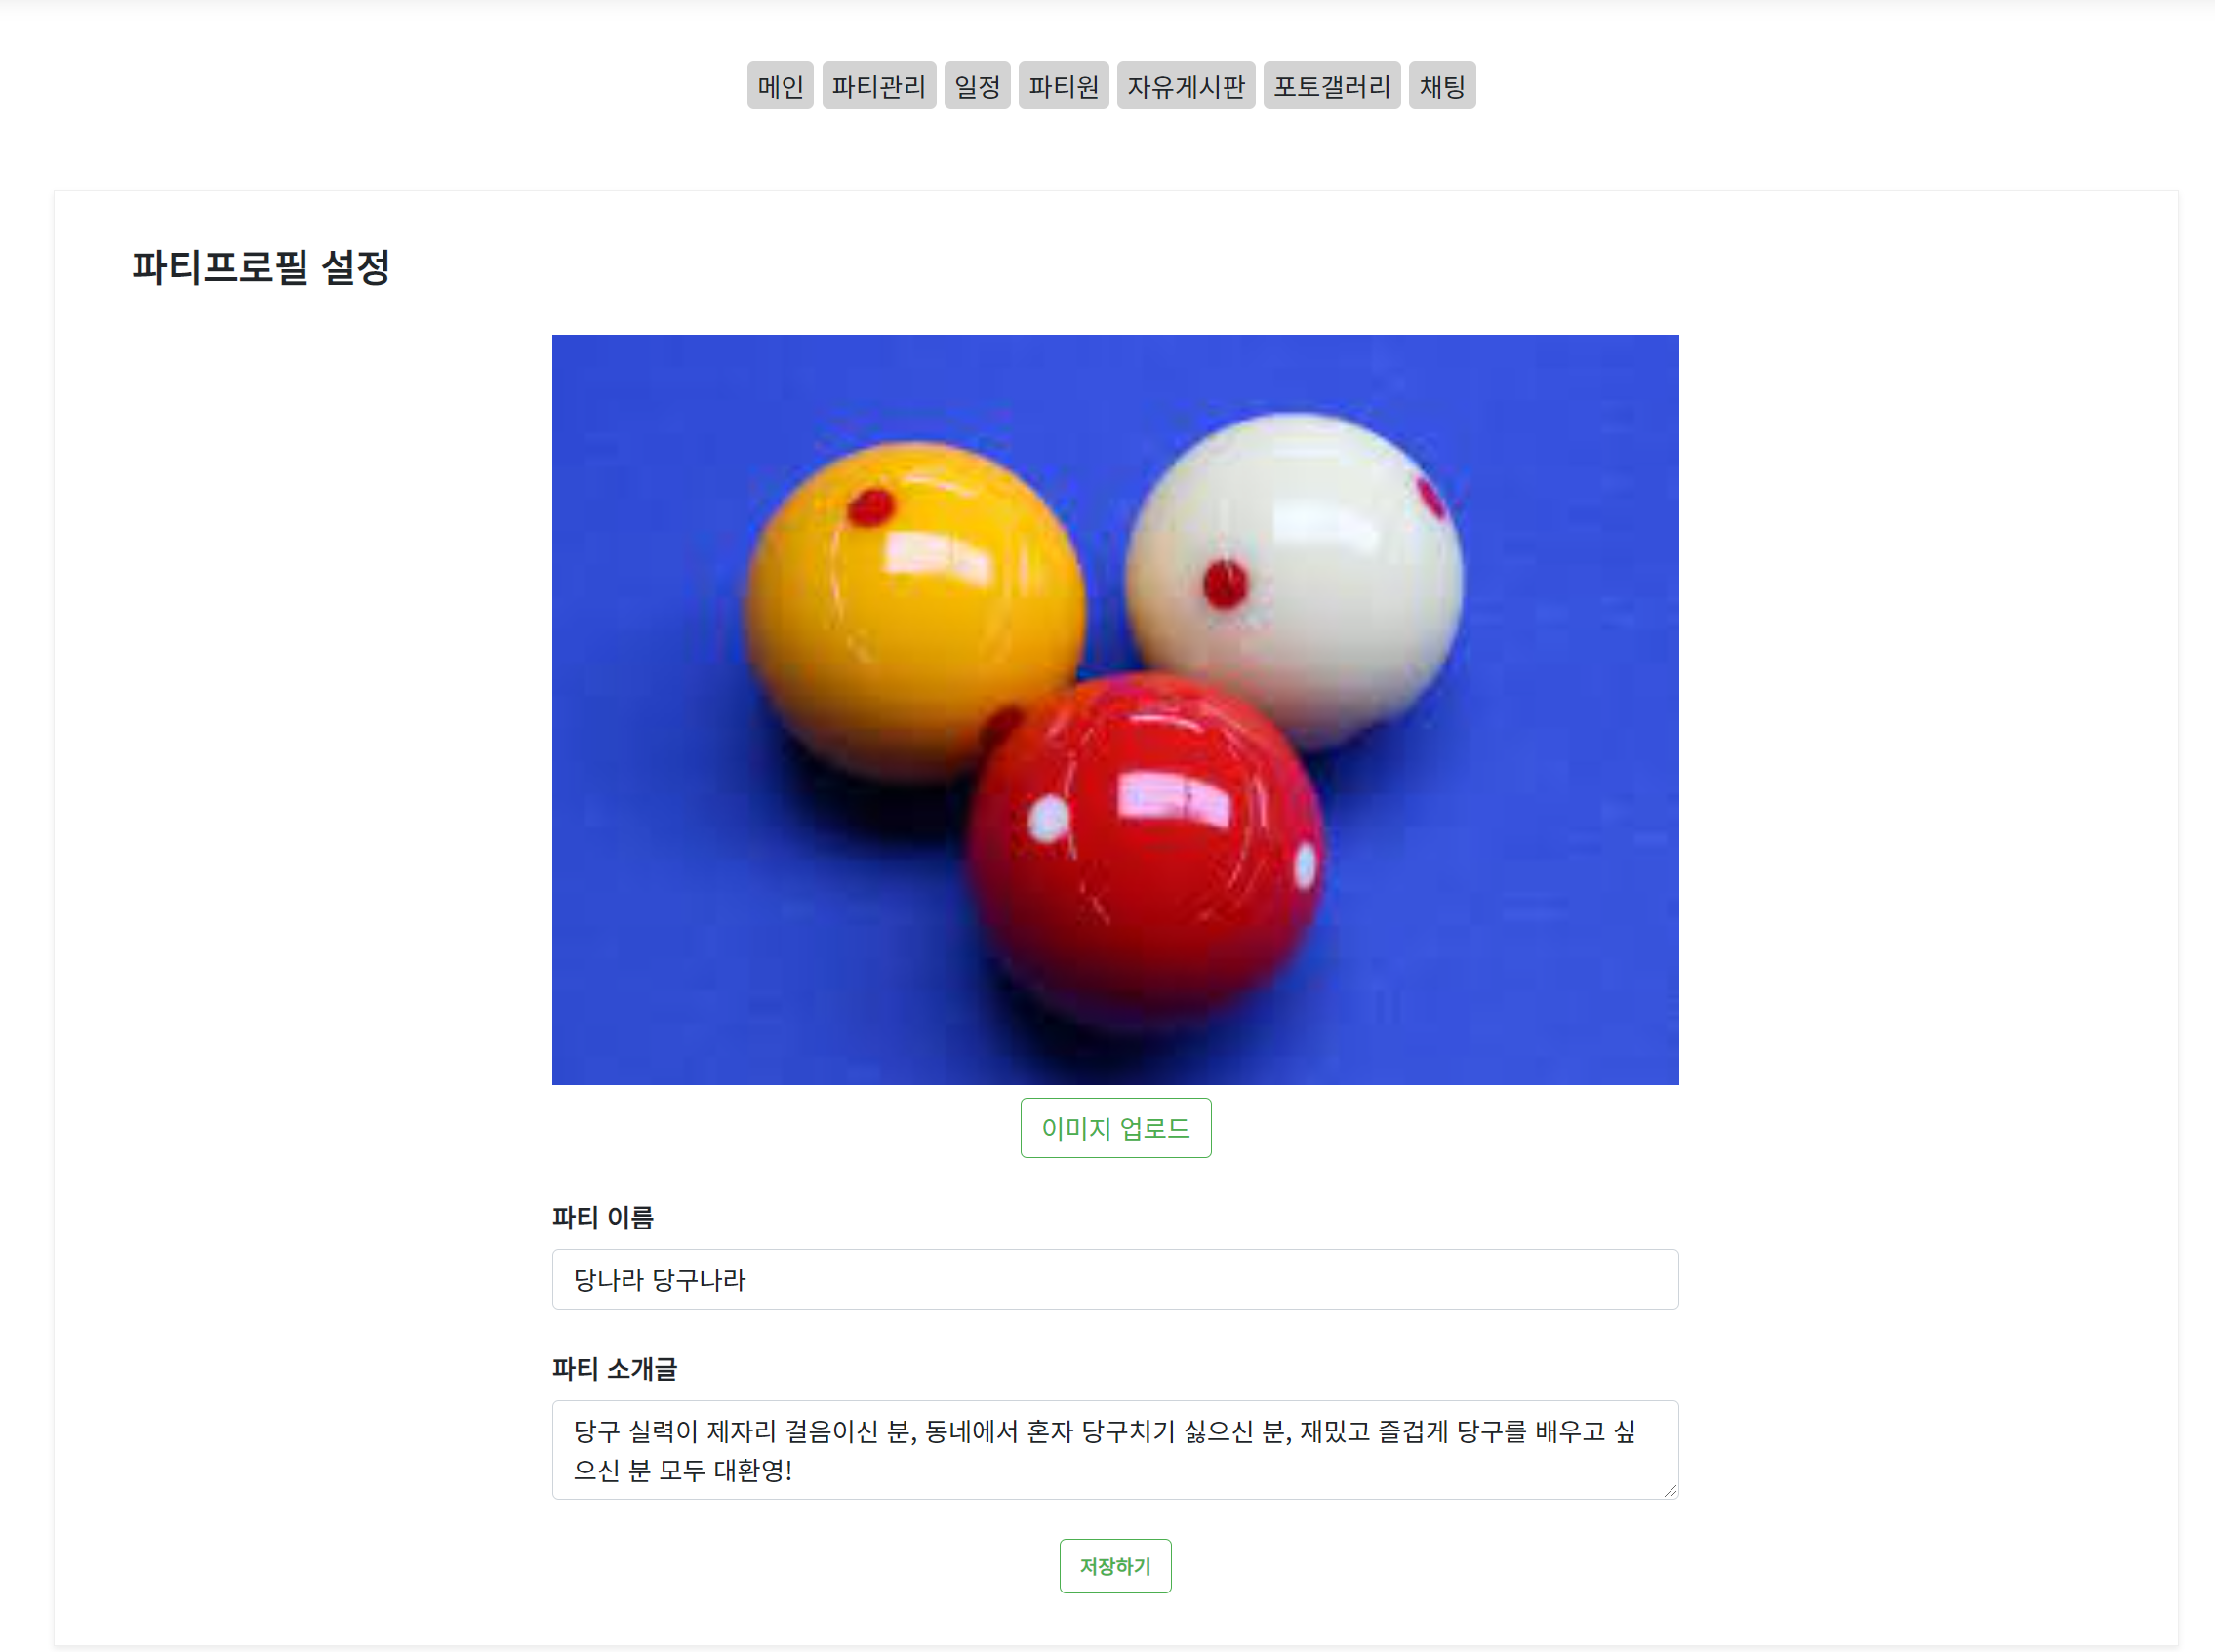 메인 파티관리 일정 파티원 자유게시판 포토갤러리 채팅
파티프로필 설정
이미지 업로드
파티 이름
당나라 당구나라
파티 소개글
당구 실력이 제자리 걸음이신 분, 동네에서 혼자 당구치기 싫으신 분, 재밌고 즐겁게 당구를 배우고 싶
으신 분 모두 대환영!
저장하기